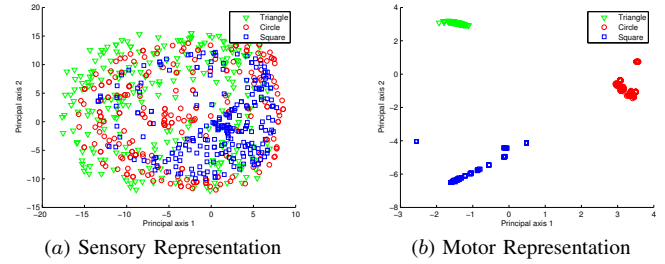 Triangle
Circle
Square
15
10
5
0
−5
−10
−15
Principal axis 2
−20
−15
−10
−5
0
5
10
Principal axis 1
(a) Sensory Representation
Triangle
Circle
Square
4
2
0
−2
−4
−6
−8
Principal axis 2
−3
−2
−1
0
1
2
3
4
Principal axis 1
(b) Motor Representation